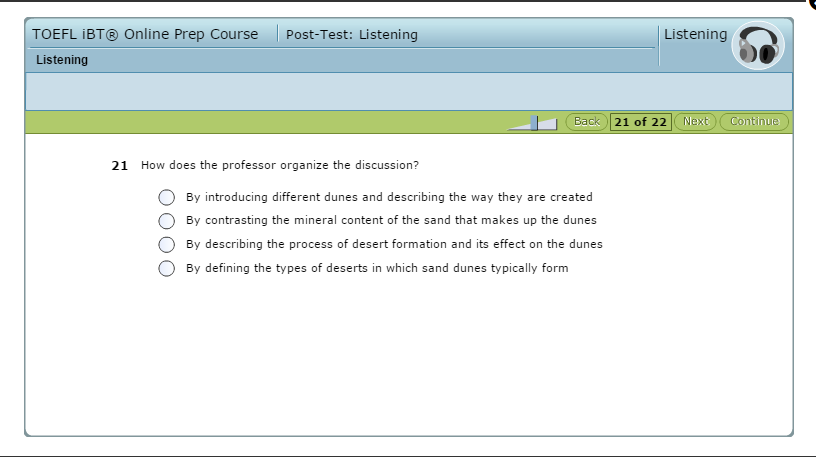 TOEFL iBT® Online Prep Course
Post-Test: Listening
Listening
Listening
Back
21 of 22
Next
Continue
21 How does the professor organize the discussion?
By introducing different dunes and describing the way they are created
By contrasting the mineral content of the sand that makes up the dunes
By describing the process of desert formation and its effect on the dunes
By defining the types of deserts in which sand dunes typically form